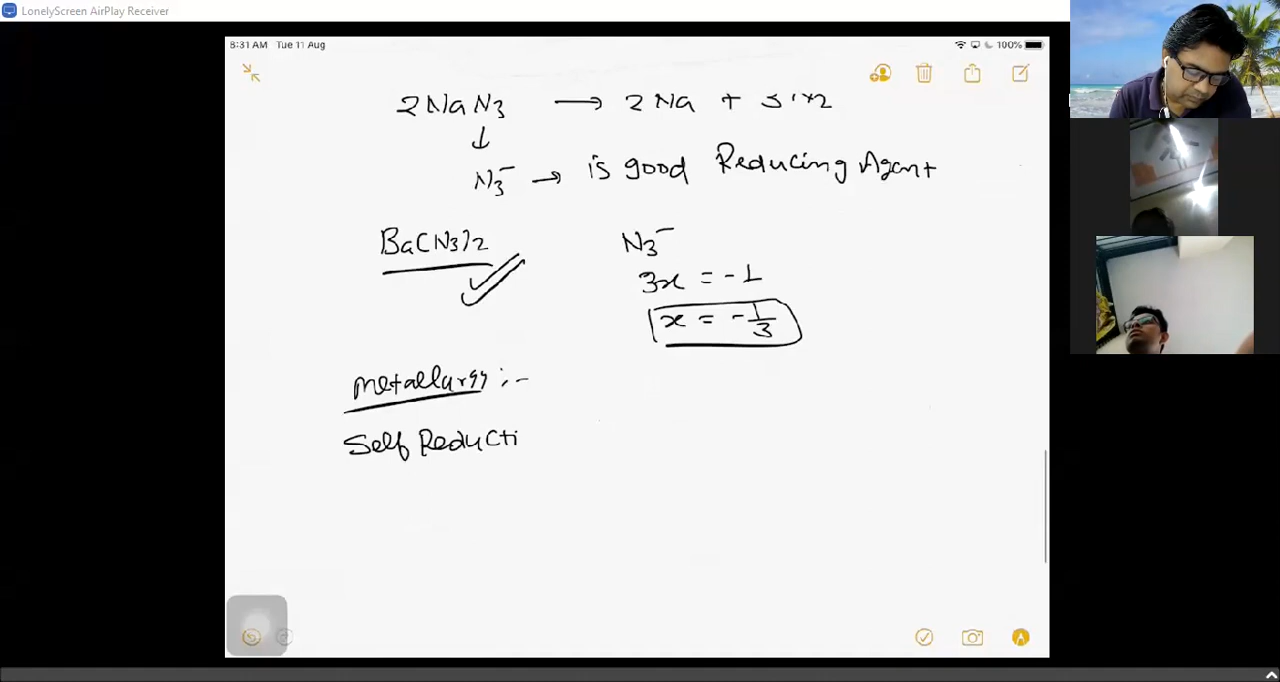 LonelyScreen AirPlay Receiver
8:31 AM Tue 11 Aug
100%
2NaN3 → 2Na + 3N2
↓
N3⁻ → is good Reducing Agent
Ba(N3)2
N3⁻
3x = -1
x = -1/3
Metallurgy :-
Self Reducti